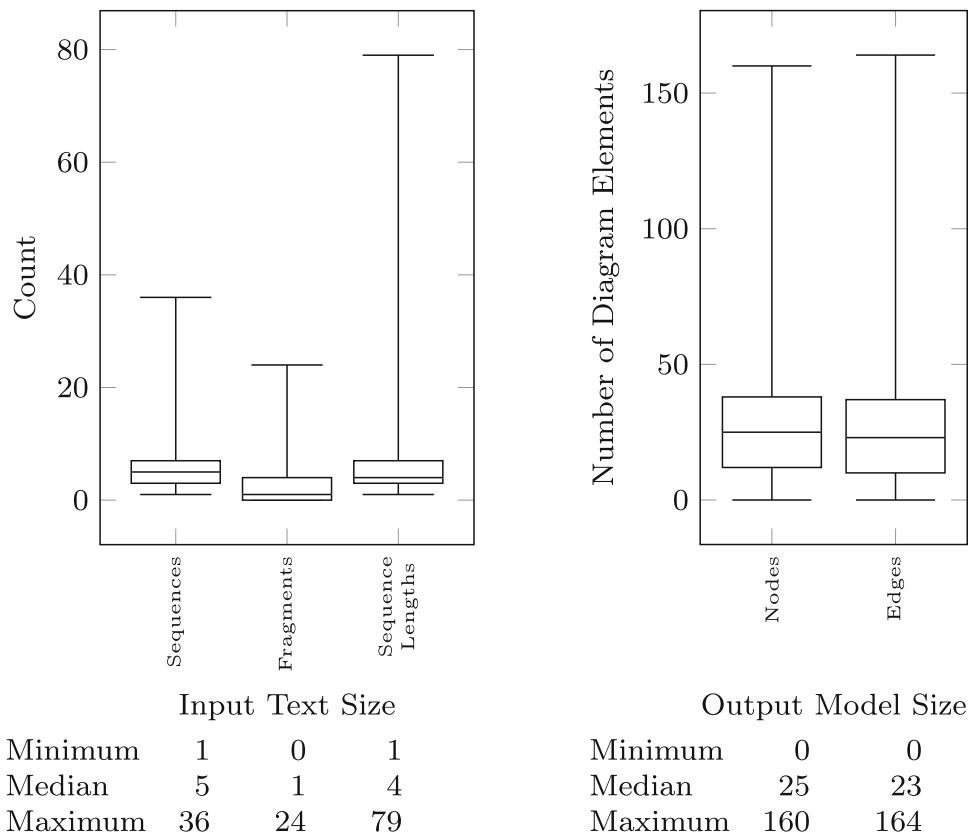 80
60
40
20
0
Count
Sequences
Fragments
Sequence
Lengths
Input Text Size
Minimum 1 0 1
Median 5 1 4
Maximum 36 24 79
150
100
50
0
Number of Diagram Elements
Nodes
Edges
Output Model Size
Minimum 0 0
Median 25 23
Maximum 160 164